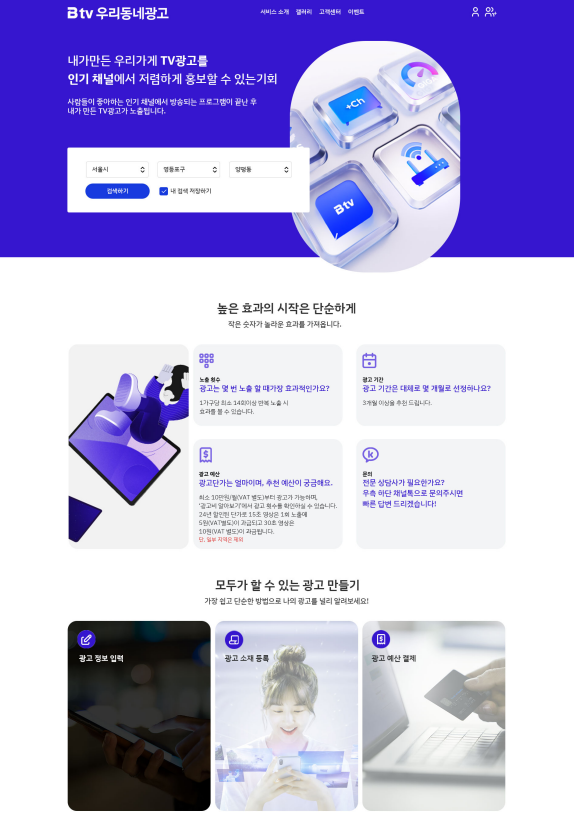 B tv 우리동네광고
서비스 소개 갤러리 고객센터 이벤트
내가만든 우리가게 TV광고를
인기 채널에서 저렴하게 홍보할 수 있는기회
사람들이 좋아하는 인기 채널에서 방송되는 프로그램이 끝난 후
내가 만든 TV광고가 노출됩니다.
+Ch
서울시 영등포구 양평동
검색하기 내 검색 저장하기
B tv
높은 효과의 시작은 단순하게
작은 숫자가 놀라운 효과를 가져옵니다.
노출 횟수
광고는 몇 번 노출 할 때가장 효과적인가요?
1가구당 최소 14회이상 반복 노출 시
효과를 볼 수 있습니다.
광고 기간
광고 기간은 대체로 몇 개월로 선정하나요?
3개월 이상을 추천 드립니다.
광고 예산
광고단가는 얼마이며, 추천 예산이 궁금해요.
최소 10만원/월(VAT 별도)부터 광고가 가능하며,
'광고비 알아보기'에서 광고 횟수를 확인하실 수 있습니다.
24년 할인된 단가로 15초 영상은 1회 노출에
5원(VAT별도)이 과금되고 30초 영상은
10원(VAT 별도)이 과금됩니다.
단, 일부 지역은 제외
문의
전문 상담사가 필요한가요?
우측 하단 채널톡으로 문의주시면
빠른 답변 드리겠습니다!
모두가 할 수 있는 광고 만들기
가장 쉽고 단순한 방법으로 나의 광고를 널리 알려보세요!
광고 정보 입력
광고 소재 등록
광고 예산 결제